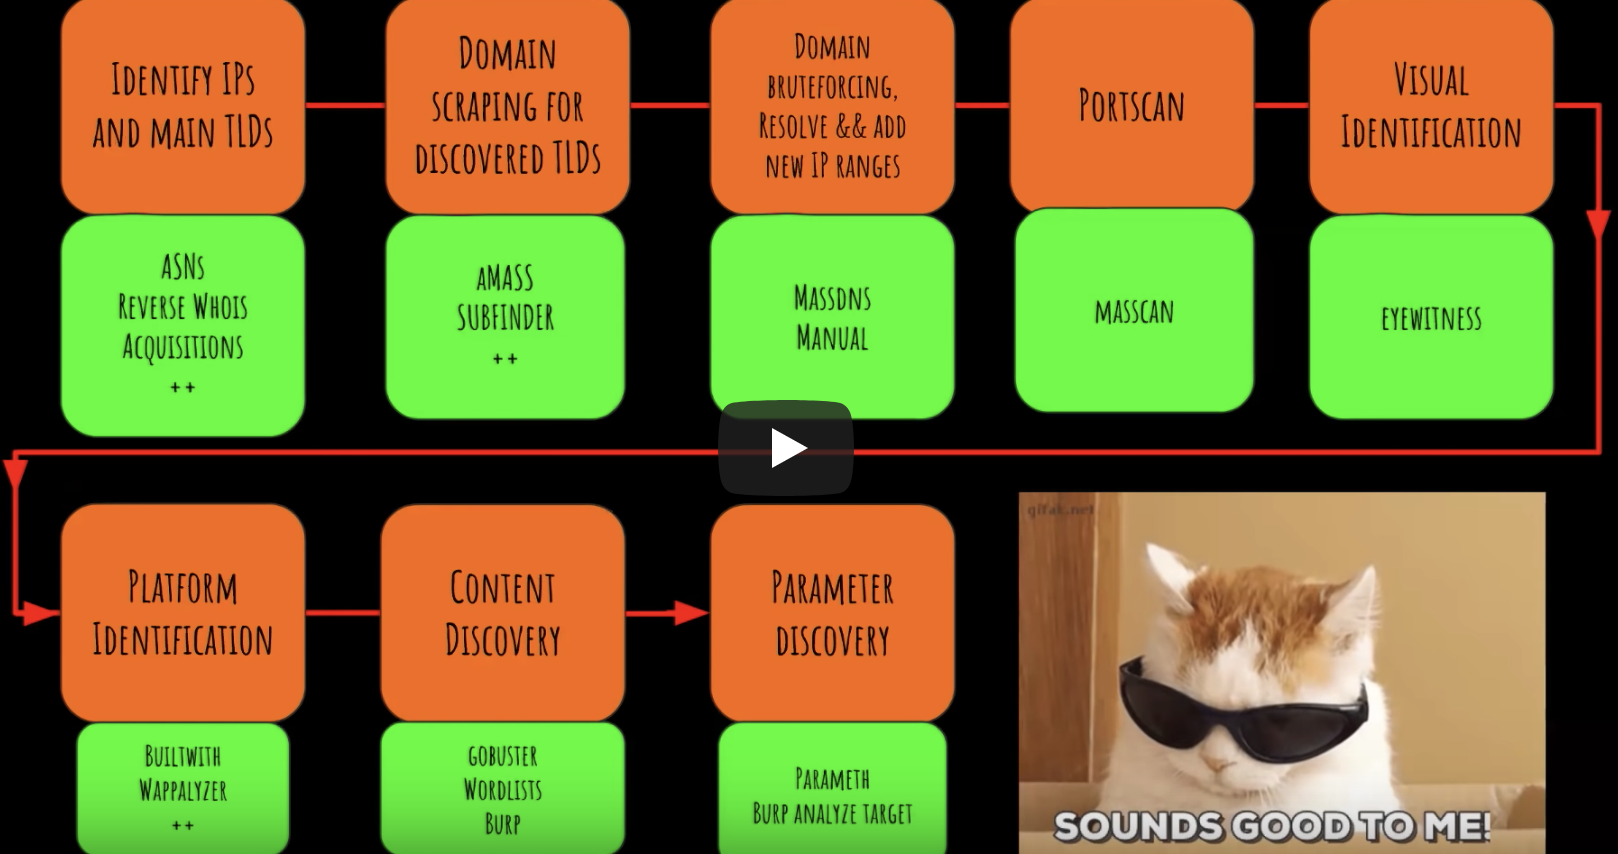 Identify IPs
and main TLDs
Domain
scraping for
discovered TLDs
Domain
bruteforcing,
Resolve && add
new IP ranges
Portscan
Visual
Identification
ASNs
Reverse Whois
Acquisitions
++
aMASS
SUBFINDER
++
Massdns
Manual
masscan
eyewitness
Platform
Identification
Content
Discovery
Parameter
discovery
Builtwith
Wappalyzer
++
gobuster
Wordlists
Burp
Parameth
Burp analyze target
gifak.net
SOUNDS GOOD TO ME!